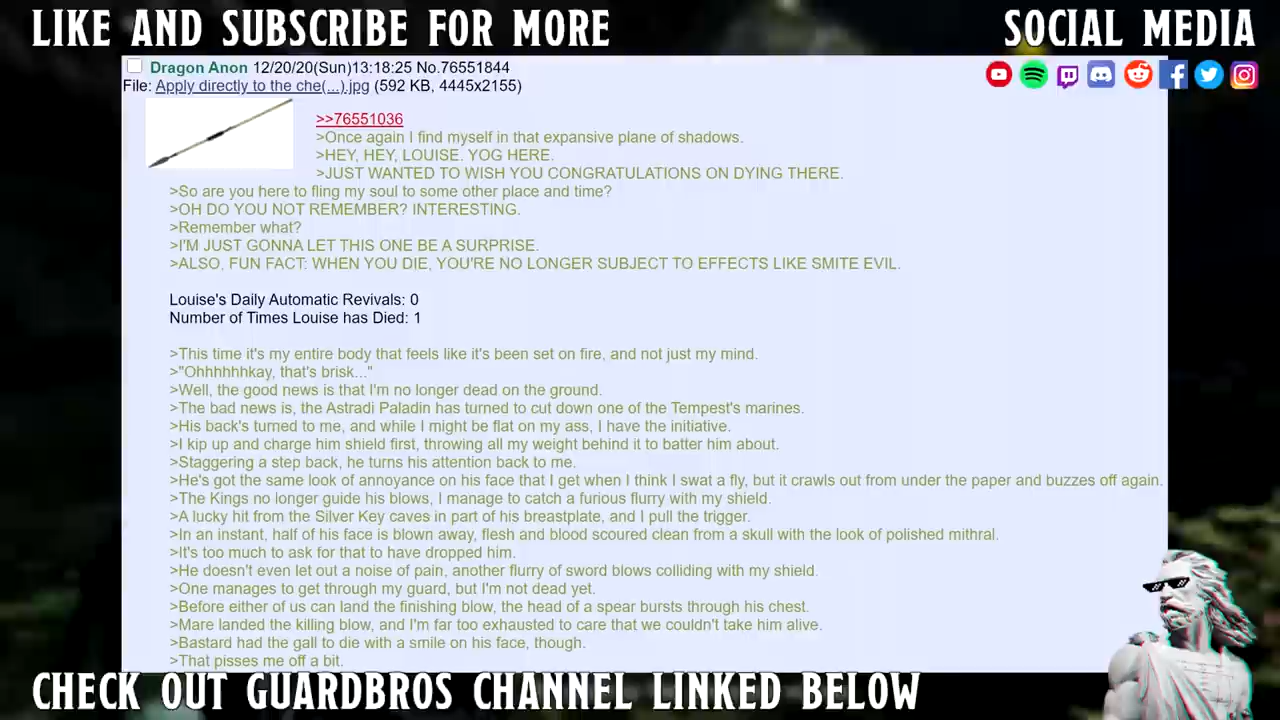 LIKE AND SUBSCRIBE FOR MORE
SOCIAL MEDIA
Dragon Anon 12/20/20(Sun)13:18:25 No.76551844
File: Apply directly to the che(...).jpg (592 KB, 4445x2155)
>>76551036
>Once again I find myself in that expansive plane of shadows.
>HEY, HEY, LOUISE. YOG HERE.
>JUST WANTED TO WISH YOU CONGRATULATIONS ON DYING THERE.
>So are you here to fling my soul to some other place and time?
>OH DO YOU NOT REMEMBER? INTERESTING.
>Remember what?
>I'M JUST GONNA LET THIS ONE BE A SURPRISE.
>ALSO, FUN FACT: WHEN YOU DIE, YOU'RE NO LONGER SUBJECT TO EFFECTS LIKE SMITE EVIL.
Louise's Daily Automatic Revivals: 0
Number of Times Louise has Died: 1
>This time it's my entire body that feels like it's been set on fire, and not just my mind.
>"Ohhhhhhkay, that's brisk..."
>Well, the good news is that I'm no longer dead on the ground.
>The bad news is, the Astradi Paladin has turned to cut down one of the Tempest's marines.
>His back's turned to me, and while I might be flat on my ass, I have the initiative.
>I kip up and charge him shield first, throwing all my weight behind it to batter him about.
>Staggering a step back, he turns his attention back to me.
>He's got the same look of annoyance on his face that I get when I think I swat a fly, but it crawls out from under the paper and buzzes off again.
>The Kings no longer guide his blows, I manage to catch a furious flurry with my shield.
>A lucky hit from the Silver Key caves in part of his breastplate, and I pull the trigger.
>In an instant, half of his face is blown away, flesh and blood scoured clean from a skull with the look of polished mithral.
>It's too much to ask for that to have dropped him.
>He doesn't even let out a noise of pain, another flurry of sword blows colliding with my shield.
>One manages to get through my guard, but I'm not dead yet.
>Before either of us can land the finishing blow, the head of a spear bursts through his chest.
>Mare landed the killing blow, and I'm far too exhausted to care that we couldn't take him alive.
>Bastard had the gall to die with a smile on his face, though.
>That pisses me off a bit.
CHECK OUT GUARDBROS CHANNEL LINKED BELOW